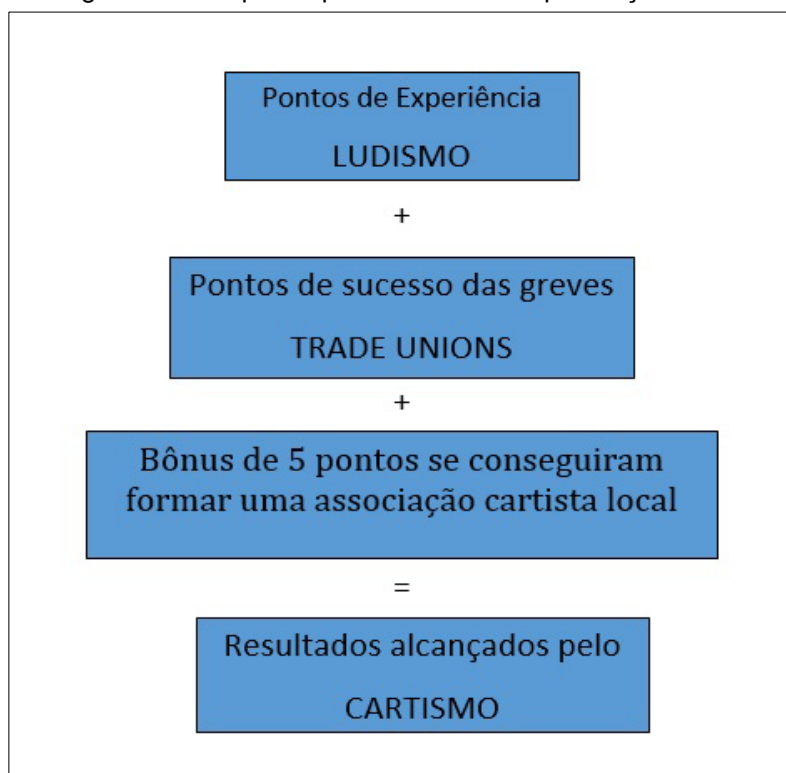 Pontos de Experiência
LUDISMO
+
Pontos de sucesso das greves
TRADE UNIONS
+
Bônus de 5 pontos se conseguiram
formar uma associação cartista local
=
Resultados alcançados pelo
CARTISMO